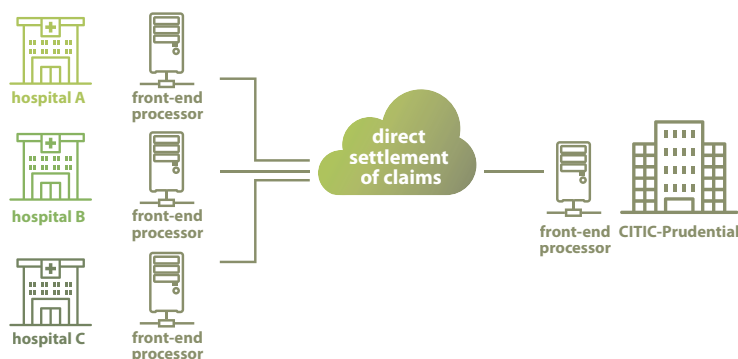 hospital A
front-end
processor
hospital B
front-end
processor
hospital C
front-end
processor
direct
settlement
of claims
front-end
processor
CITIC-Prudential